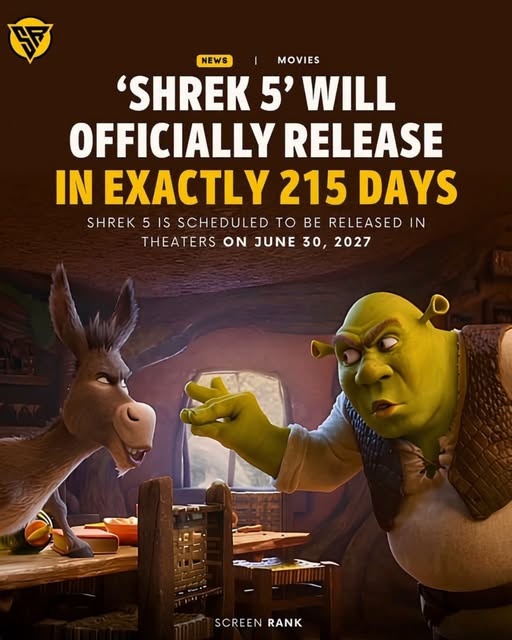 SR
NEWS | MOVIES
‘SHREK 5’ WILL
OFFICIALLY RELEASE
IN EXACTLY 215 DAYS
SHREK 5 IS SCHEDULED TO BE RELEASED IN
THEATERS ON JUNE 30, 2027
SCREEN RANK